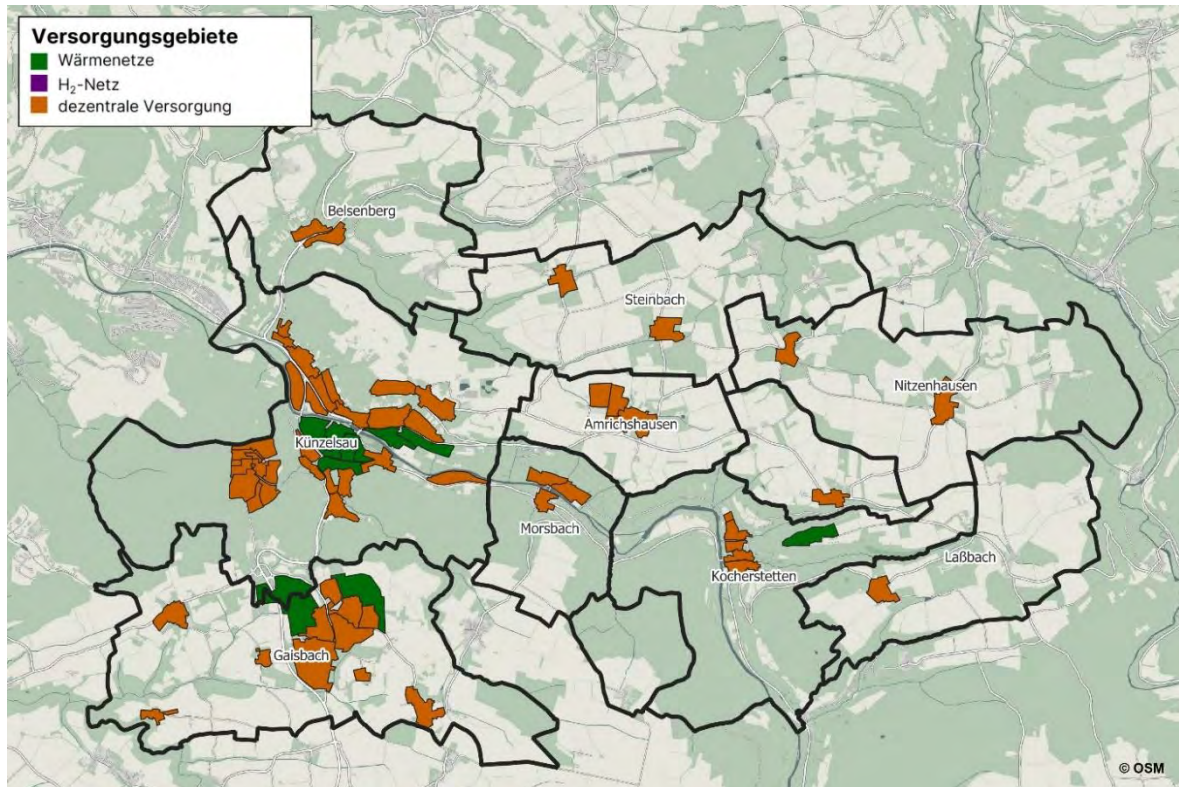 Versorgungsgebiete
Wärmenetze
H₂-Netz
dezentrale Versorgung
Belsenberg
Steinbach
Nitzenhausen
Amrichshausen
Künzelsau
Morsbach
Laßbach
Kocherstetten
Gaisbach
© OSM